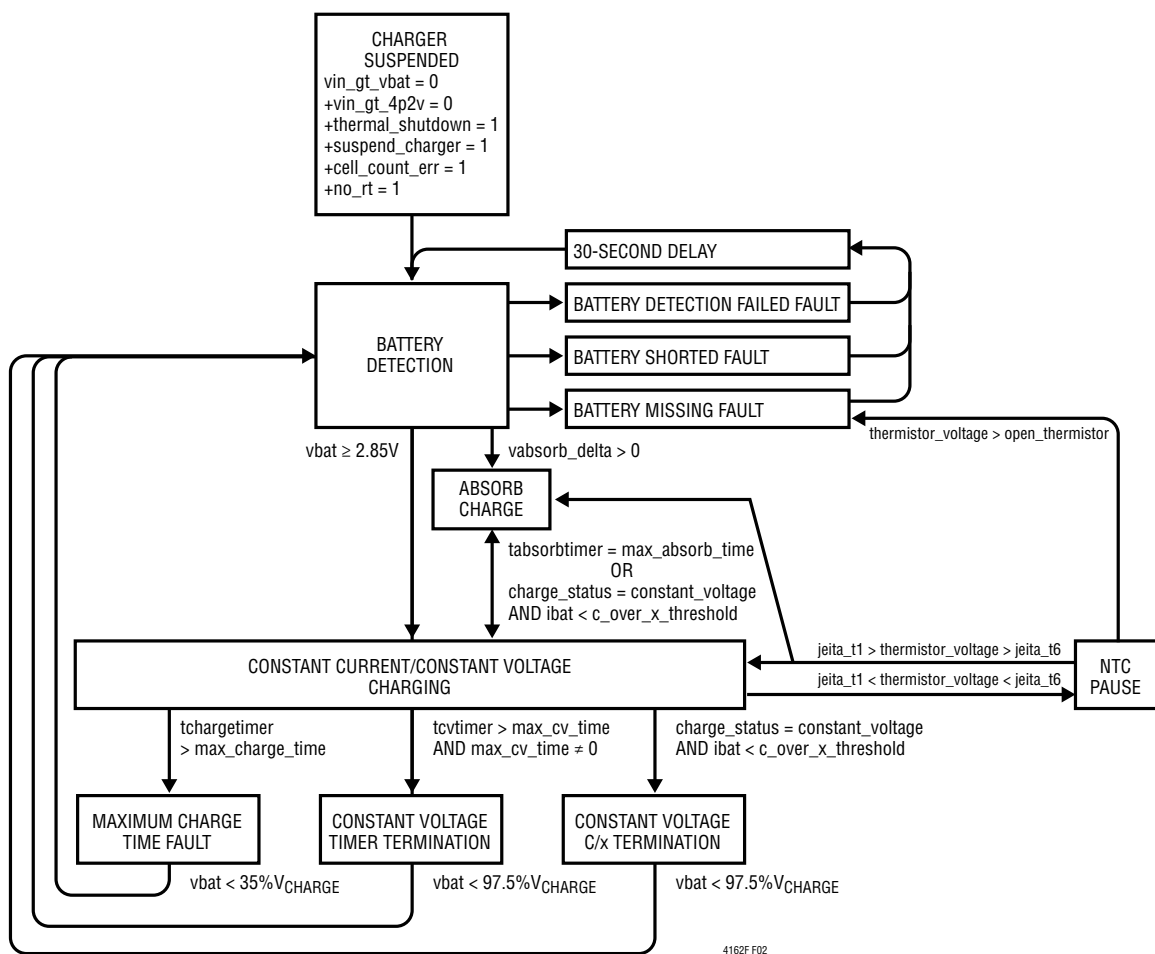 CHARGER
SUSPENDED
vin_gt_vbat = 0
+vin_gt_4p2v = 0
+thermal_shutdown = 1
+suspend_charger = 1
+cell_count_err = 1
+no_rt = 1
30-SECOND DELAY
BATTERY DETECTION FAILED FAULT
BATTERY
DETECTION
BATTERY SHORTED FAULT
BATTERY MISSING FAULT
thermistor_voltage > open_thermistor
vbat ≥ 2.85V
vabsorb_delta > 0
ABSORB
CHARGE
tabsorbtimer = max_absorb_time
OR
charge_status = constant_voltage
AND ibat < c_over_x_threshold
CONSTANT CURRENT/CONSTANT VOLTAGE
CHARGING
jeita_t1 > thermistor_voltage > jeita_t6
jeita_t1 < thermistor_voltage < jeita_t6
NTC
PAUSE
tchargetimer
> max_charge_time
tcvtimer > max_cv_time
AND max_cv_time ≠ 0
charge_status = constant_voltage
AND ibat < c_over_x_threshold
MAXIMUM CHARGE
TIME FAULT
CONSTANT VOLTAGE
TIMER TERMINATION
CONSTANT VOLTAGE
C/x TERMINATION
vbat < 35%VCHARGE
vbat < 97.5%VCHARGE
vbat < 97.5%VCHARGE
4162F F02